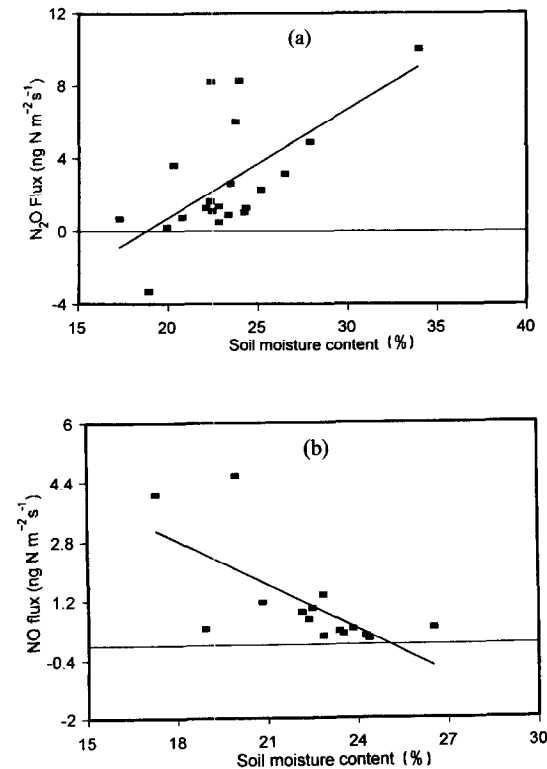 (a)
N₂O Flux (ng N m⁻² s⁻¹)
12
8
4
0
-4
15 20 25 30 35 40
Soil moisture content (%)
(b)
NO flux (ng N m⁻² s⁻¹)
6
4.4
2.8
1.2
-0.4
-2
15 18 21 24 27 30
Soil moisture content (%)